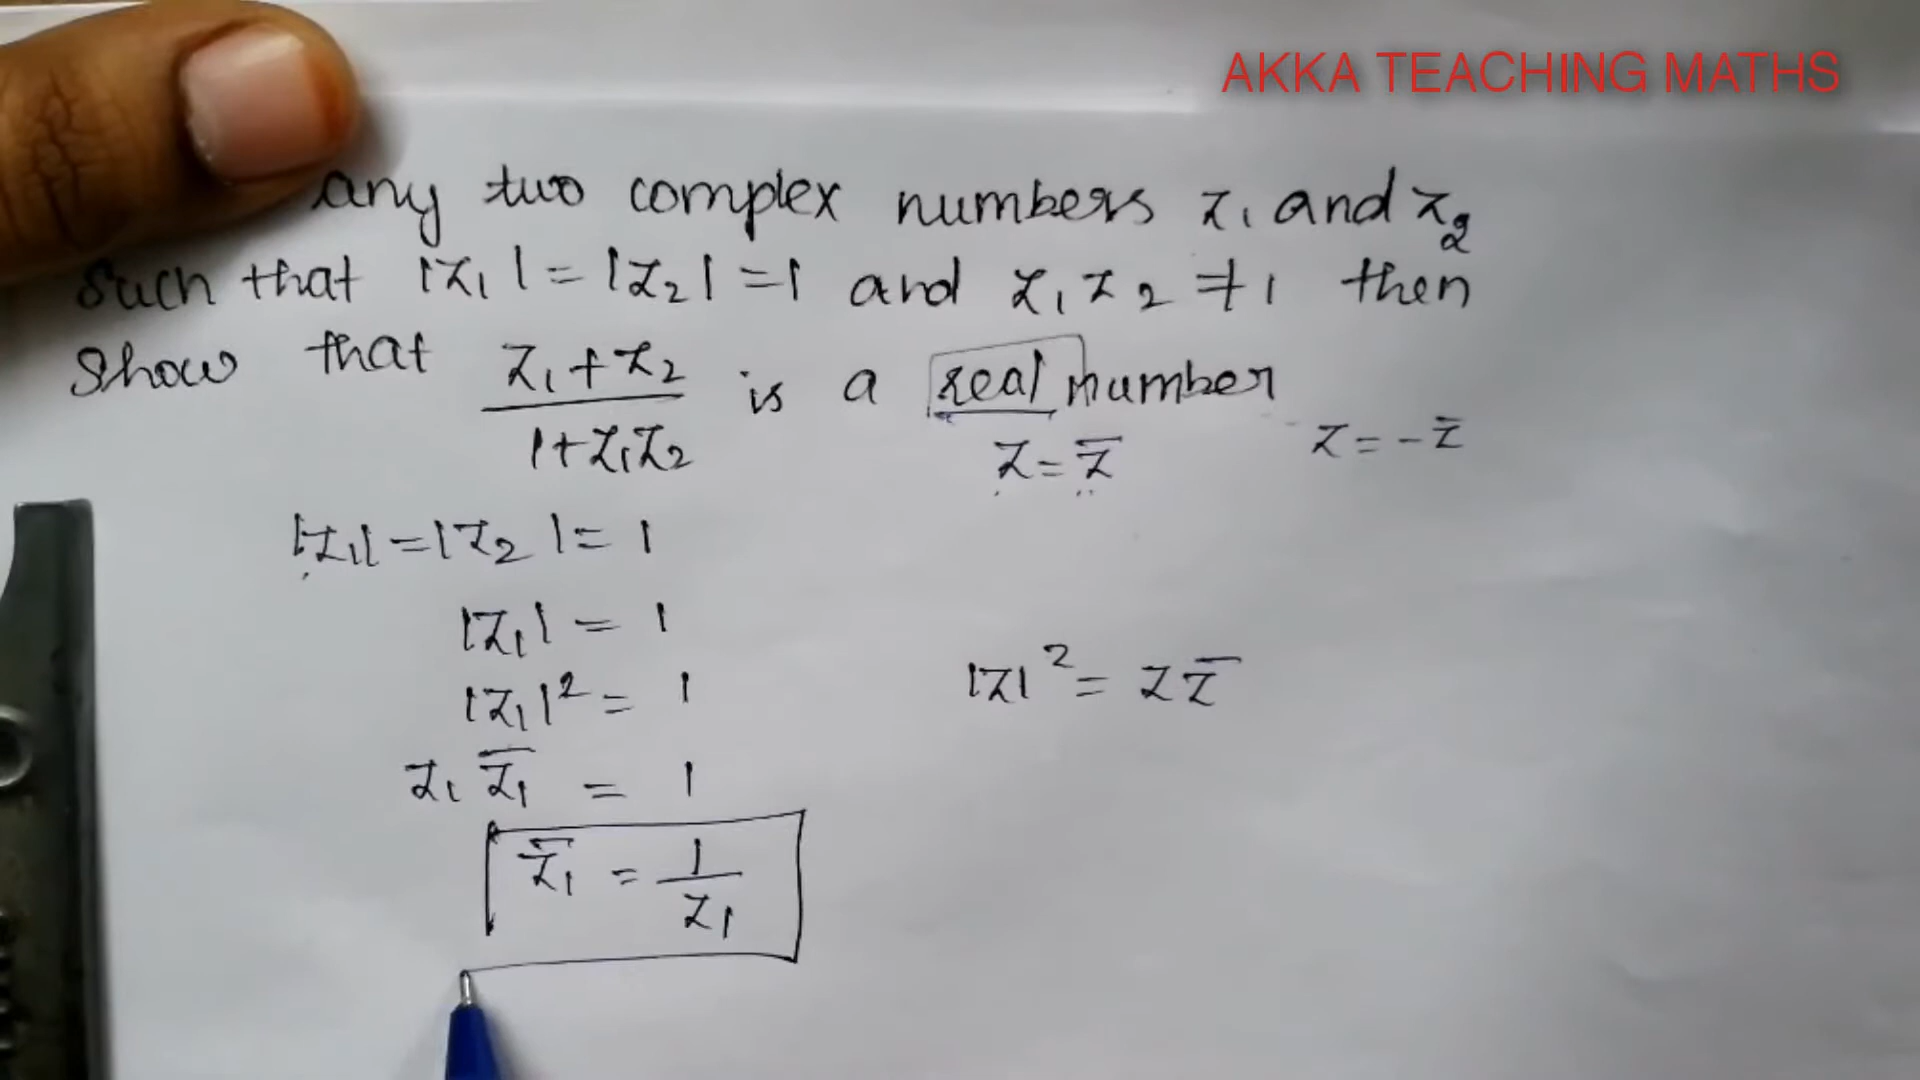 AKKA TEACHING MATHS
any two complex numbers z₁ and z₂
such that |z₁| = |z₂| = 1 and z₁z₂ ≠ 1 then
show that (z₁+z₂)/(1+z₁z₂) is a real number
z = z̄ z = -z̄
|z₁| = |z₂| = 1
|z₁| = 1
|z₁|² = 1 |z|² = z z̄
z₁ z̄₁ = 1
z̄₁ = 1/z₁